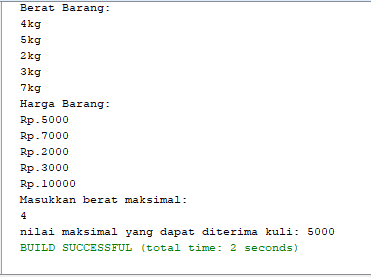 Berat Barang:
4kg
5kg
2kg
3kg
7kg
Harga Barang:
Rp.5000
Rp.7000
Rp.2000
Rp.3000
Rp.10000
Masukkan berat maksimal:
4
nilai maksimal yang dapat diterima kuli: 5000
BUILD SUCCESSFUL (total time: 2 seconds)